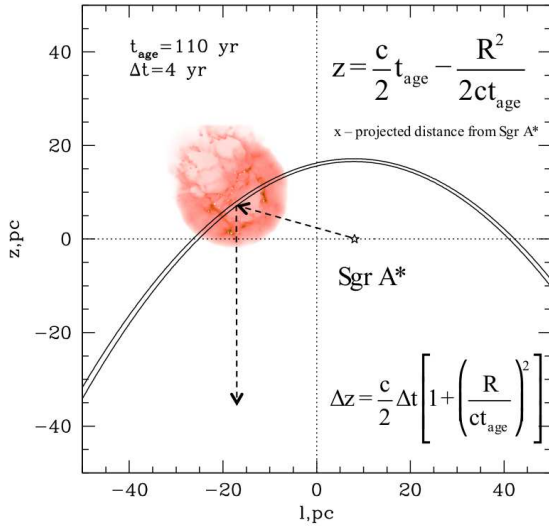 t_age=110 yr
Δt=4 yr
z = c/2 t_age − R²/2ct_age
x – projected distance from Sgr A*
Sgr A*
Δz = c/2 Δt[1+(R/ct_age)²]
z,pc
40
20
0
−20
−40
−40
−20
0
20
40
l,pc